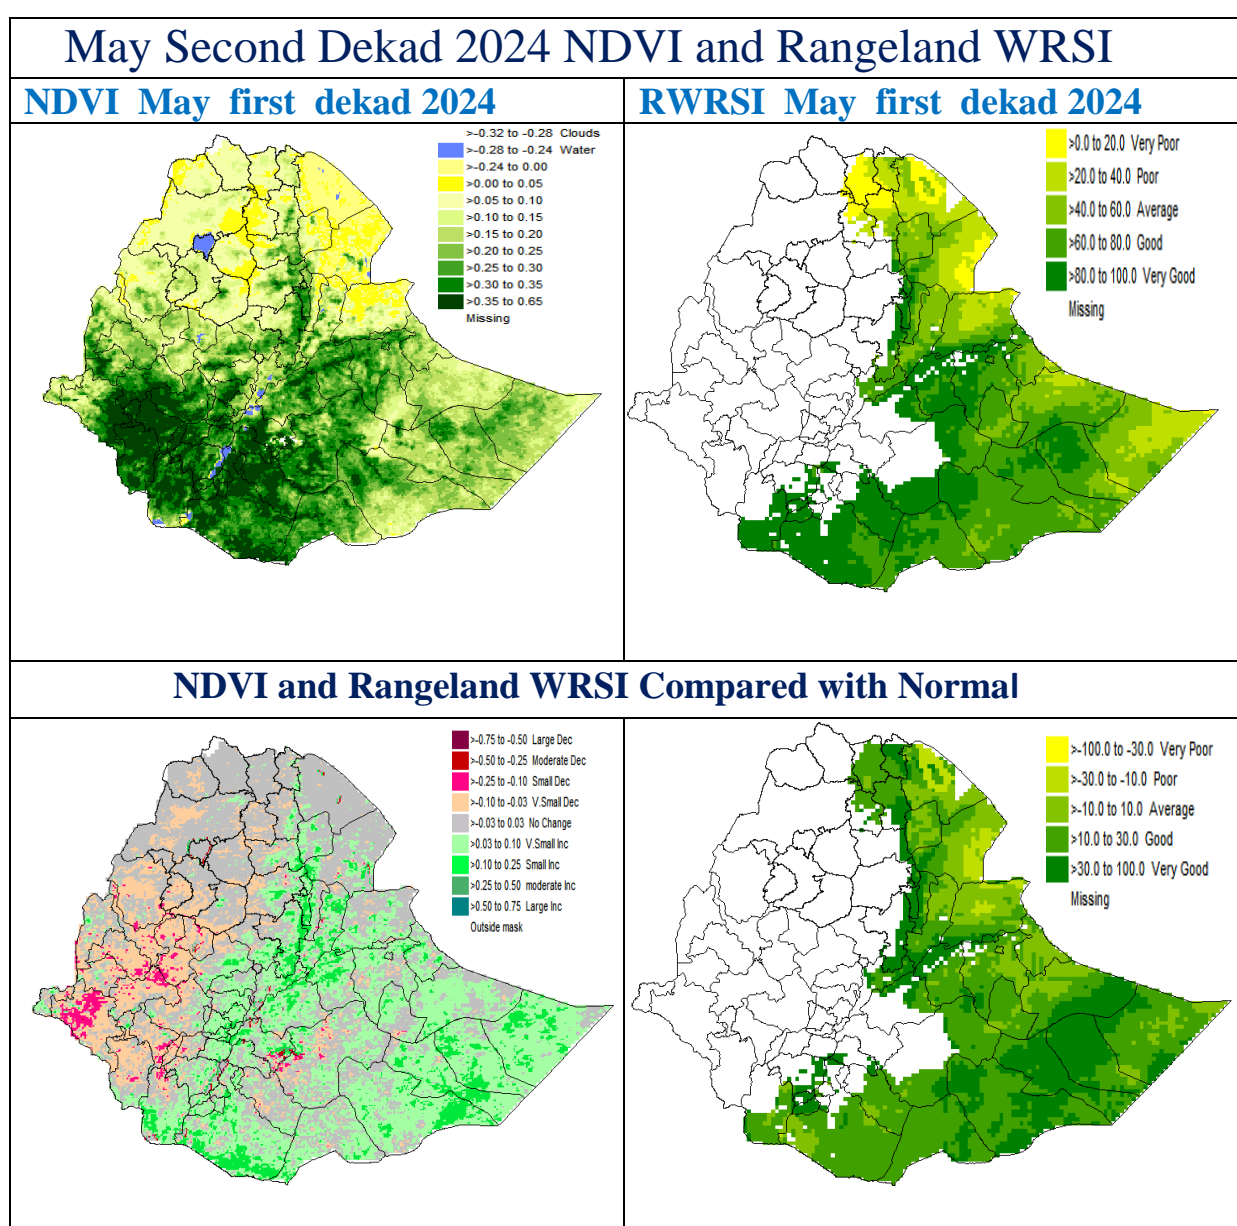 May Second Dekad 2024 NDVI and Rangeland WRSI
NDVI May first dekad 2024
RWRSI May first dekad 2024
>-0.32 to -0.28 Clouds
>-0.28 to -0.24 Water
>-0.24 to 0.00
>0.00 to 0.05
>0.05 to 0.10
>0.10 to 0.15
>0.15 to 0.20
>0.20 to 0.25
>0.25 to 0.30
>0.30 to 0.35
>0.35 to 0.65
Missing
>0.0 to 20.0 Very Poor
>20.0 to 40.0 Poor
>40.0 to 60.0 Average
>60.0 to 80.0 Good
>80.0 to 100.0 Very Good
Missing
NDVI and Rangeland WRSI Compared with Normal
>-0.75 to -0.50 Large Dec
>-0.50 to -0.25 Moderate Dec
>-0.25 to -0.10 Small Dec
>-0.10 to -0.03 V.Small Dec
>-0.03 to 0.03 No Change
>0.03 to 0.10 V.Small Inc
>0.10 to 0.25 Small Inc
>0.25 to 0.50 moderate Inc
>0.50 to 0.75 Large Inc
Outside mask
>-100.0 to -30.0 Very Poor
>-30.0 to -10.0 Poor
>-10.0 to 10.0 Average
>10.0 to 30.0 Good
>30.0 to 100.0 Very Good
Missing